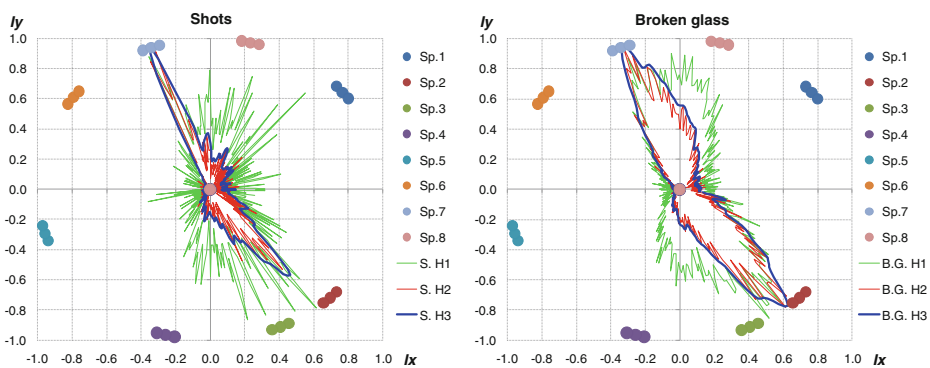 Shots
Iy
1.0
0.8
0.6
0.4
0.2
0.0
-0.2
-0.4
-0.6
-0.8
-1.0
-1.0 -0.8 -0.6 -0.4 -0.2 0.0 0.2 0.4 0.6 0.8 1.0
Ix
Sp.1
Sp.2
Sp.3
Sp.4
Sp.5
Sp.6
Sp.7
Sp.8
S. H1
S. H2
S. H3
Broken glass
Iy
1.0
0.8
0.6
0.4
0.2
0.0
-0.2
-0.4
-0.6
-0.8
-1.0
-1.0 -0.8 -0.6 -0.4 -0.2 0.0 0.2 0.4 0.6 0.8 1.0
Ix
Sp.1
Sp.2
Sp.3
Sp.4
Sp.5
Sp.6
Sp.7
Sp.8
B.G. H1
B.G. H2
B.G. H3